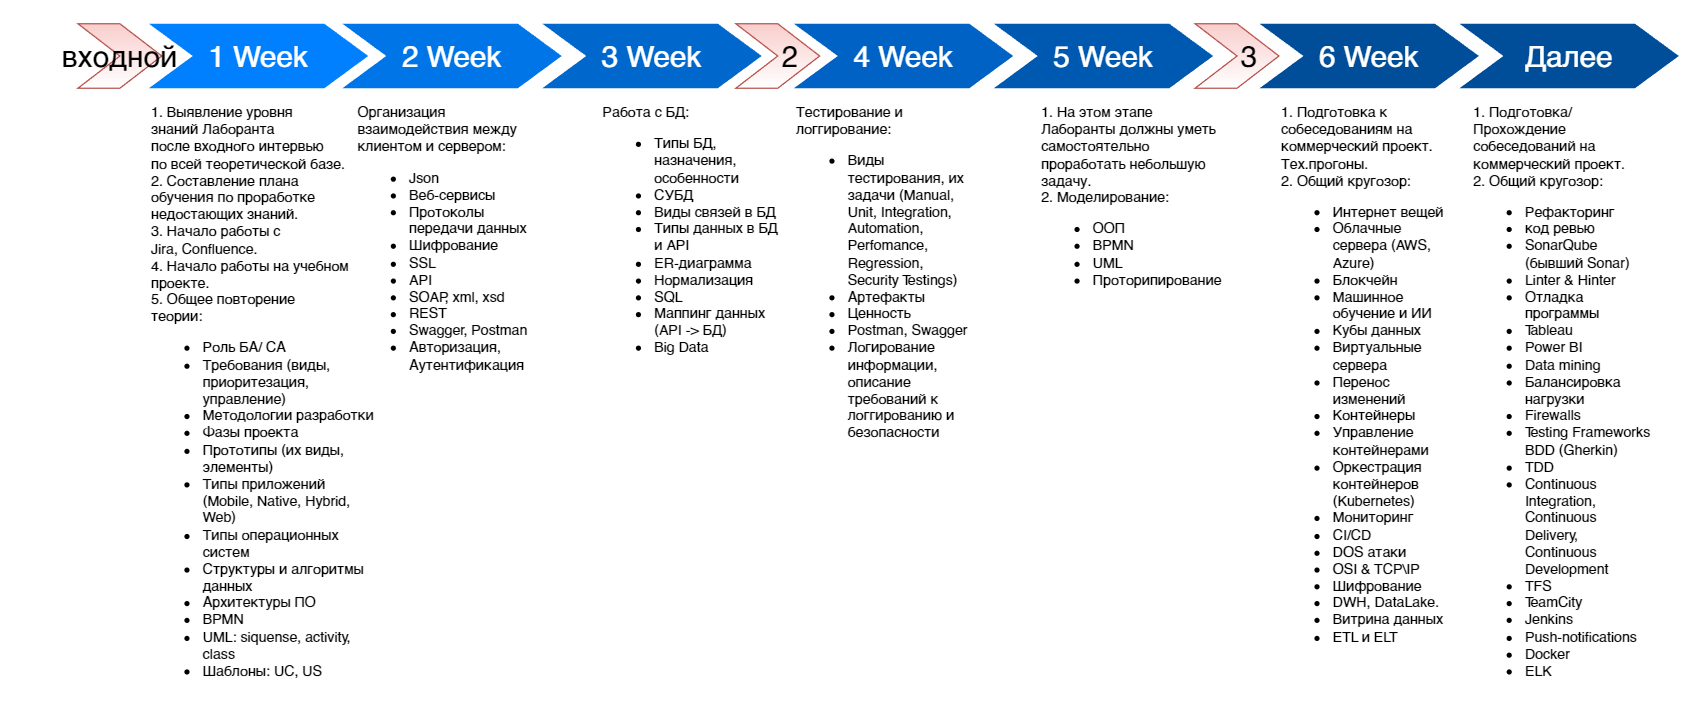 входной
1 Week
2 Week
3 Week
2
4 Week
5 Week
3
6 Week
Далее
1. Выявление уровня
знаний Лаборанта
после входного интервью
по всей теоретической базе.
2. Составление плана
обучения по проработке
недостающих знаний.
3. Начало работы с
Jira, Confluence.
4. Начало работы на учебном
проекте.
5. Общее повторение
теории:
• Роль БА/ СА
• Требования (виды,
приоритезация,
управление)
• Методологии разработки
• Фазы проекта
• Прототипы (их виды,
элементы)
• Типы приложений
(Mobile, Native, Hybrid,
Web)
• Типы операционных
систем
• Структуры и алгоритмы
данных
• Архитектуры ПО
• BPMN
• UML: siquense, activity,
class
• Шаблоны: UC, US
Организация
взаимодействия между
клиентом и сервером:
• Json
• Веб-сервисы
• Протоколы
передачи данных
• Шифрование
• SSL
• API
• SOAP, xml, xsd
• REST
• Swagger, Postman
• Авторизация,
Аутентификация
Работа с БД:
• Типы БД,
назначения,
особенности
• СУБД
• Виды связей в БД
• Типы данных в БД
и API
• ER-диаграмма
• Нормализация
• SQL
• Маппинг данных
(API -> БД)
• Big Data
Тестирование и
логгирование:
• Виды
тестирования, их
задачи (Manual,
Unit, Integration,
Automation,
Perfomance,
Regression,
Security Testings)
• Артефакты
• Ценность
• Postman, Swagger
• Логирование
информации,
описание
требований к
логгированию и
безопасности
1. На этом этапе
Лаборанты должны уметь
самостоятельно
проработать небольшую
задачу.
2. Моделирование:
• ООП
• BPMN
• UML
• Проторипирование
1. Подготовка к
собеседованиям на
коммерческий проект.
Тех.прогоны.
2. Общий кругозор:
• Интернет вещей
• Облачные
сервера (AWS,
Azure)
• Блокчейн
• Машинное
обучение и ИИ
• Кубы данных
• Виртуальные
сервера
• Перенос
изменений
• Контейнеры
• Управление
контейнерами
• Оркестрация
контейнеров
(Kubernetes)
• Мониторинг
• CI/CD
• DOS атаки
• OSI & TCP\IP
• Шифрование
• DWH, DataLake.
• Витрина данных
• ETL и ELT
1. Подготовка/
Прохождение
собеседований на
коммерческий проект.
2. Общий кругозор:
• Рефакторинг
• код ревью
• SonarQube
(бывший Sonar)
• Linter & Hinter
• Отладка
программы
• Tableau
• Power BI
• Data mining
• Балансировка
нагрузки
• Firewalls
• Testing Frameworks
BDD (Gherkin)
• TDD
• Continuous
Integration,
Continuous
Delivery,
Continuous
Development
• TFS
• TeamCity
• Jenkins
• Push-notifications
• Docker
• ELK